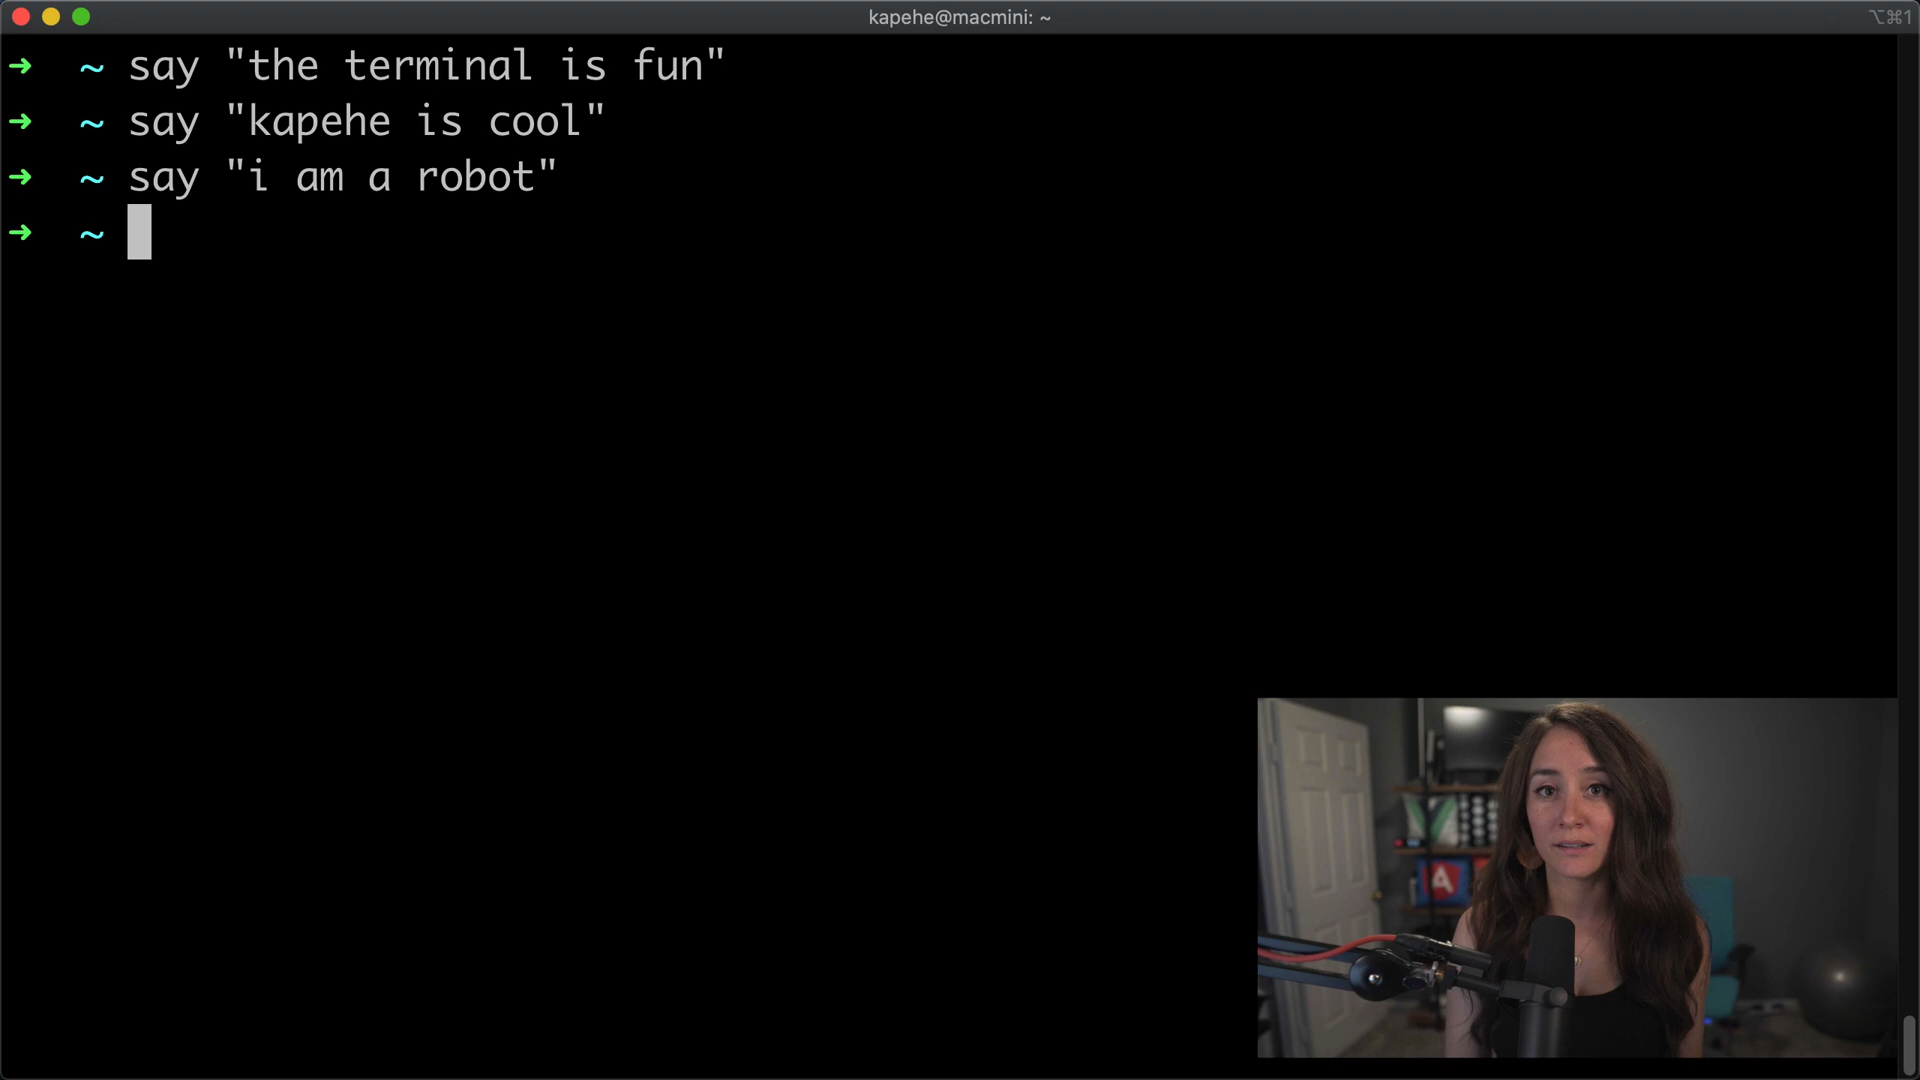 kapehe@macmini: ~
⌥⌘1
➜ ~ say "the terminal is fun"
➜ ~ say "kapehe is cool"
➜ ~ say "i am a robot"
➜ ~
A